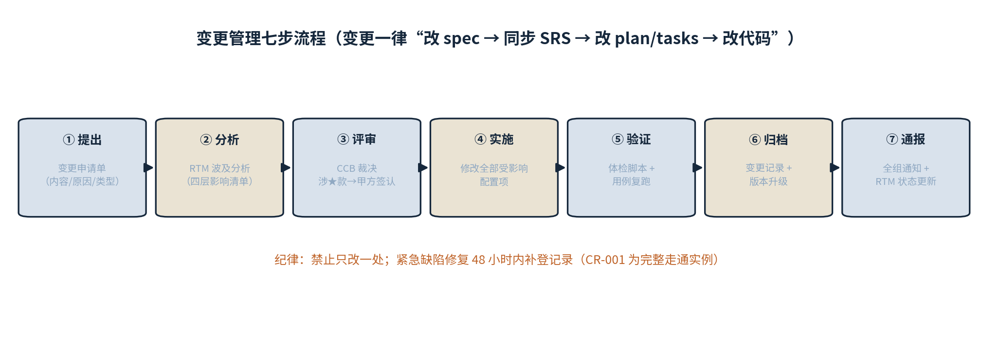 变更管理七步流程（变更一律“改 spec → 同步 SRS → 改 plan/tasks → 改代码”）
① 提出
变更申请单
（内容/原因/类型）
② 分析
RTM 波及分析
（四层影响清单）
③ 评审
CCB 裁决
涉★款→甲方签认
④ 实施
修改全部受影响
配置项
⑤ 验证
体检脚本 +
用例复跑
⑥ 归档
变更记录 +
版本升级
⑦ 通报
全组通知 +
RTM 状态更新
纪律：禁止只改一处；紧急缺陷修复 48 小时内补登记录（CR-001 为完整走通实例）